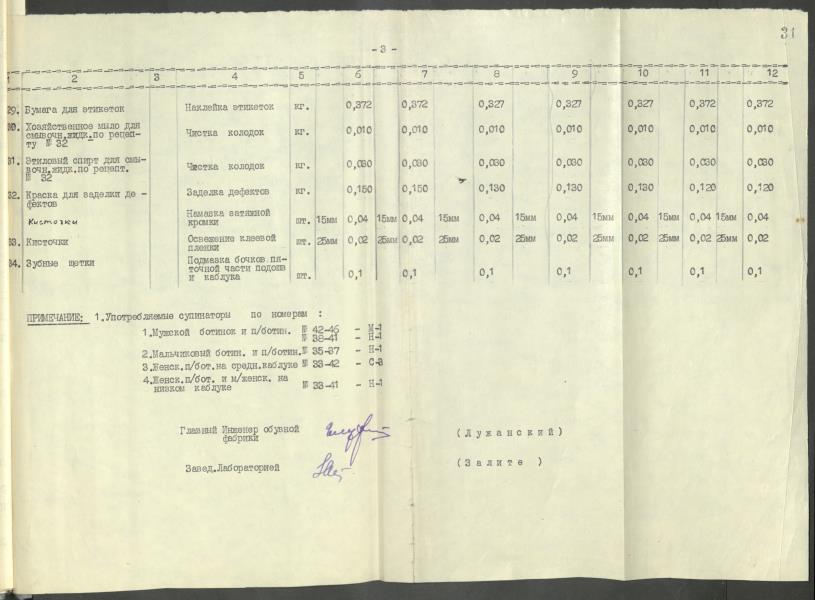 31
- 3 -
1 2 3 4 5 6 7 8 9 10 11 12
29. Бумага для этикеток Наклейка этикеток кг. 0,372 0,372 0,327 0,327 0,327 0,372 0,372
30. Хозяйственное мыло для
смывочн.жидк.по рецеп- Чистка колодок кг. 0,010 0,010 0,010 0,010 0,010 0,010 0,010
ту № 32
31. Этиловый спирт для смы-
вочн.жидк.по рецепт. Чистка колодок кг. 0,030 0,030 0,030 0,030 0,030 0,030 0,030
№ 32
32. Краска для заделки де- Заделка дефектов кг. 0,150 0,150 0,130 0,130 0,130 0,120 0,120
фектов
Намазка затяжной
Кисточки кромки шт. 15мм 0,04 15мм 0,04 15мм 0,04 15мм 0,04 15мм 0,04 15мм 0,04 15мм 0,04
33. Кисточки Освежение клеевой шт. 25мм 0,02 25мм 0,02 25мм 0,02 25мм 0,02 25мм 0,02 25мм 0,02 25мм 0,02
пленки
34. Зубные щетки Подмазка бочков.пя-
точной части подошв
и каблука шт. 0,1 0,1 0,1 0,1 0,1 0,1 0,1
ПРИМЕЧАНИЕ: 1.Употребляемые супинаторы по номерам :
1.Мужской ботинок и п/ботин. № 42-46 - М-1
№ 38-41 - Н-1
2.Мальчиковый ботин. и п/ботин.№ 35-37 - Н-1
3.Женск.п/бот.на средн.каблуке № 33-42 - С-3
4.Женск.п/бот. и м/женск. на
низком каблуке № 33-41 - Н-1
Главный Инженер обувной (Лужанский)
фабрики
Завед.Лабораторией (Залите )